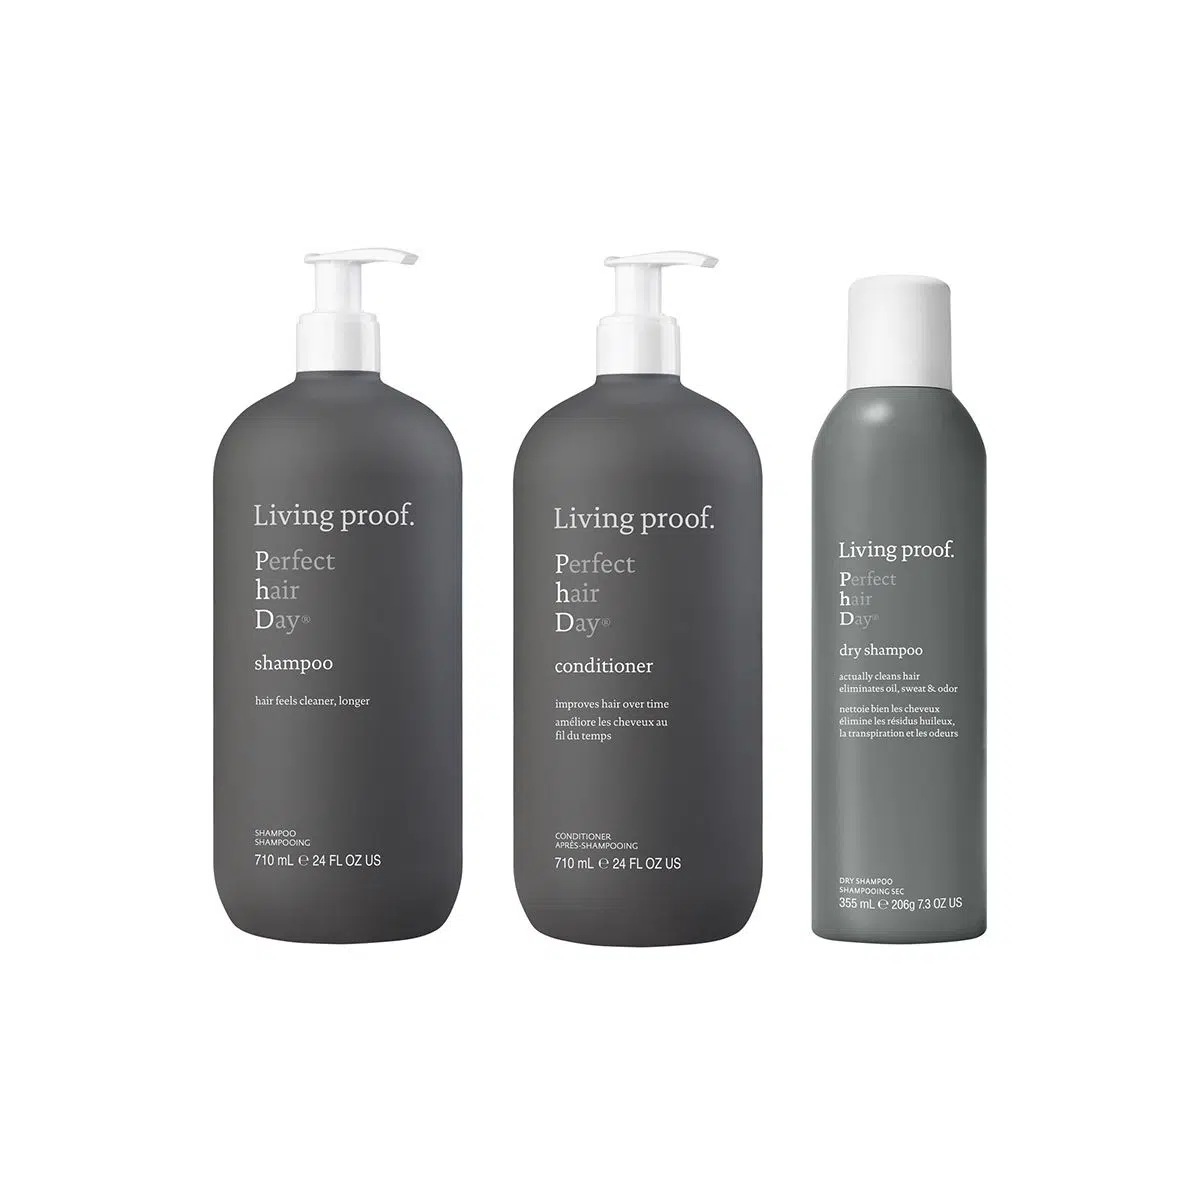 Living proof.
Perfect
hair
Day®
shampoo
hair feels cleaner, longer
SHAMPOO
SHAMPOOING
710 mL ℮ 24 FL OZ US
Living proof.
Perfect
hair
Day®
conditioner
improves hair over time
améliore les cheveux au
fil du temps
CONDITIONER
APRÈS-SHAMPOOING
710 mL ℮ 24 FL OZ US
Living proof.
Perfect
hair
Day®
dry shampoo
actually cleans hair
eliminates oil, sweat & odor
nettoie bien les cheveux
élimine les résidus huileux,
la transpiration et les odeurs
DRY SHAMPOO
SHAMPOOING SEC
355 mL ℮ 206g 7.3 OZ US